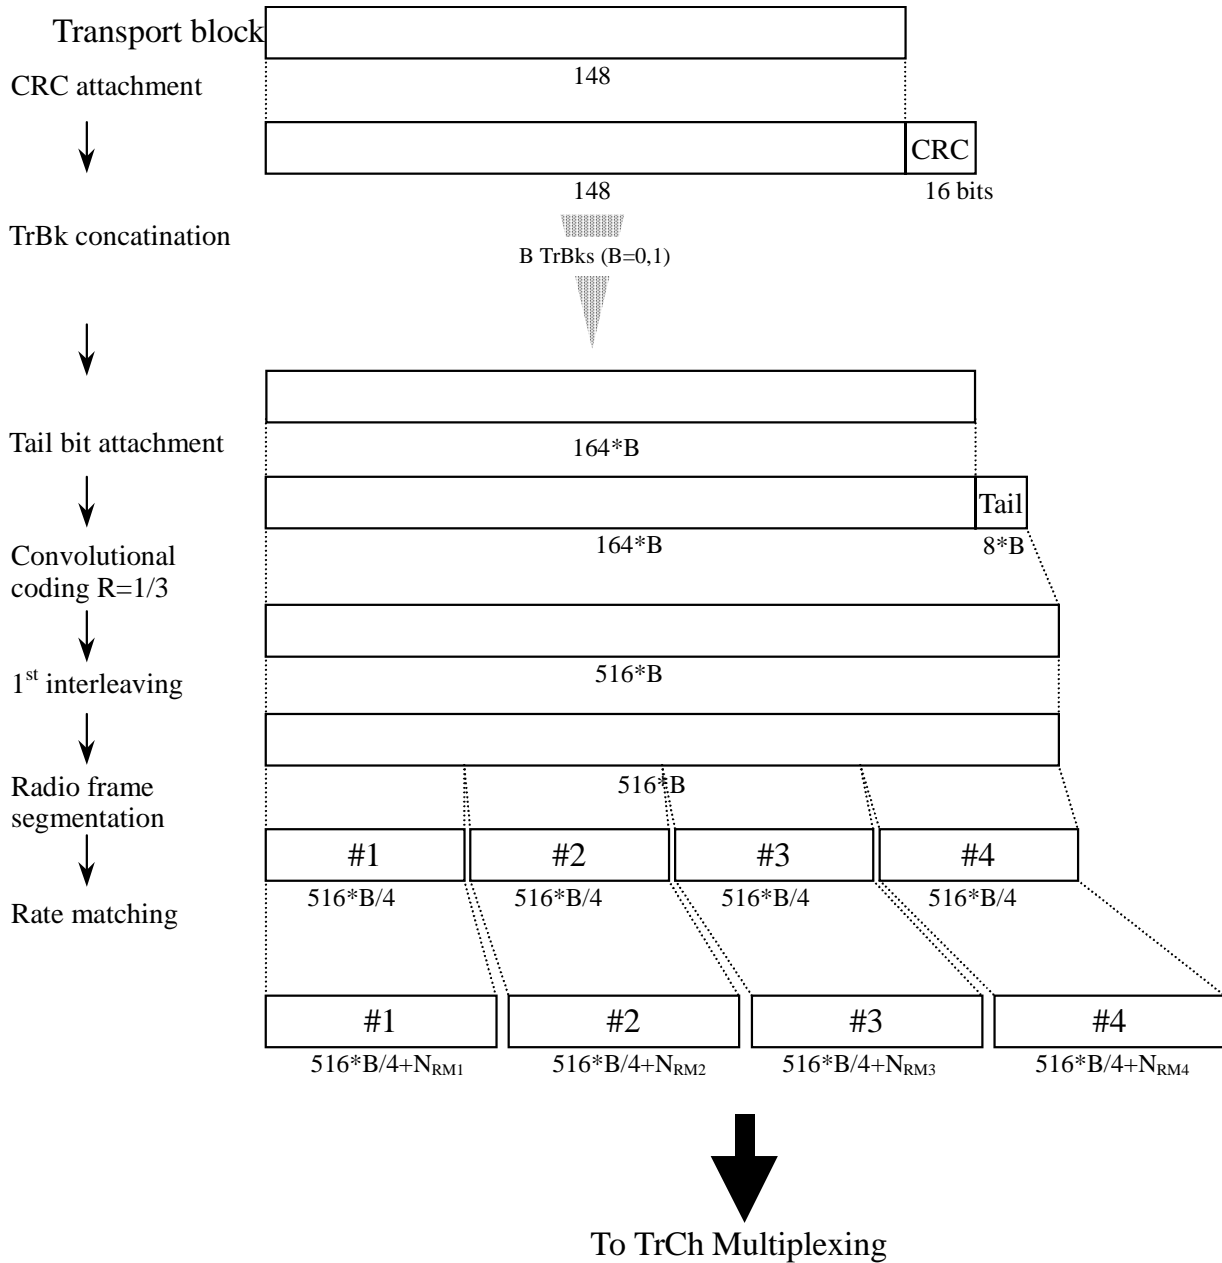 Transport block
148
CRC attachment
CRC
148
16 bits
TrBk concatination
B TrBks (B=0,1)
Tail bit attachment
164*B
Tail
164*B
8*B
Convolutional
coding R=1/3
516*B
1st interleaving
516*B
Radio frame
segmentation
#1 #2 #3 #4
516*B/4 516*B/4 516*B/4 516*B/4
Rate matching
#1 #2 #3 #4
516*B/4+NRM1 516*B/4+NRM2 516*B/4+NRM3 516*B/4+NRM4
To TrCh Multiplexing